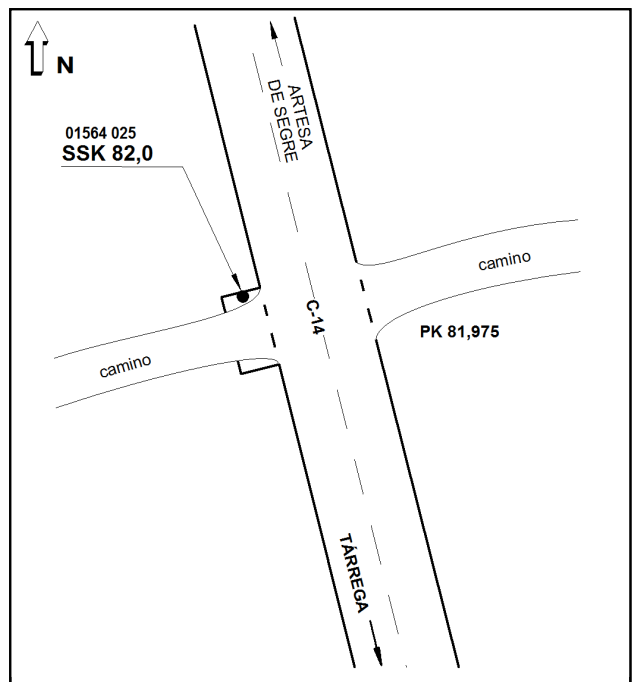 N
ARTESA
DE SEGRE
01564 025
SSK 82,0
camino
C-14
PK 81,975
camino
TÁRREGA